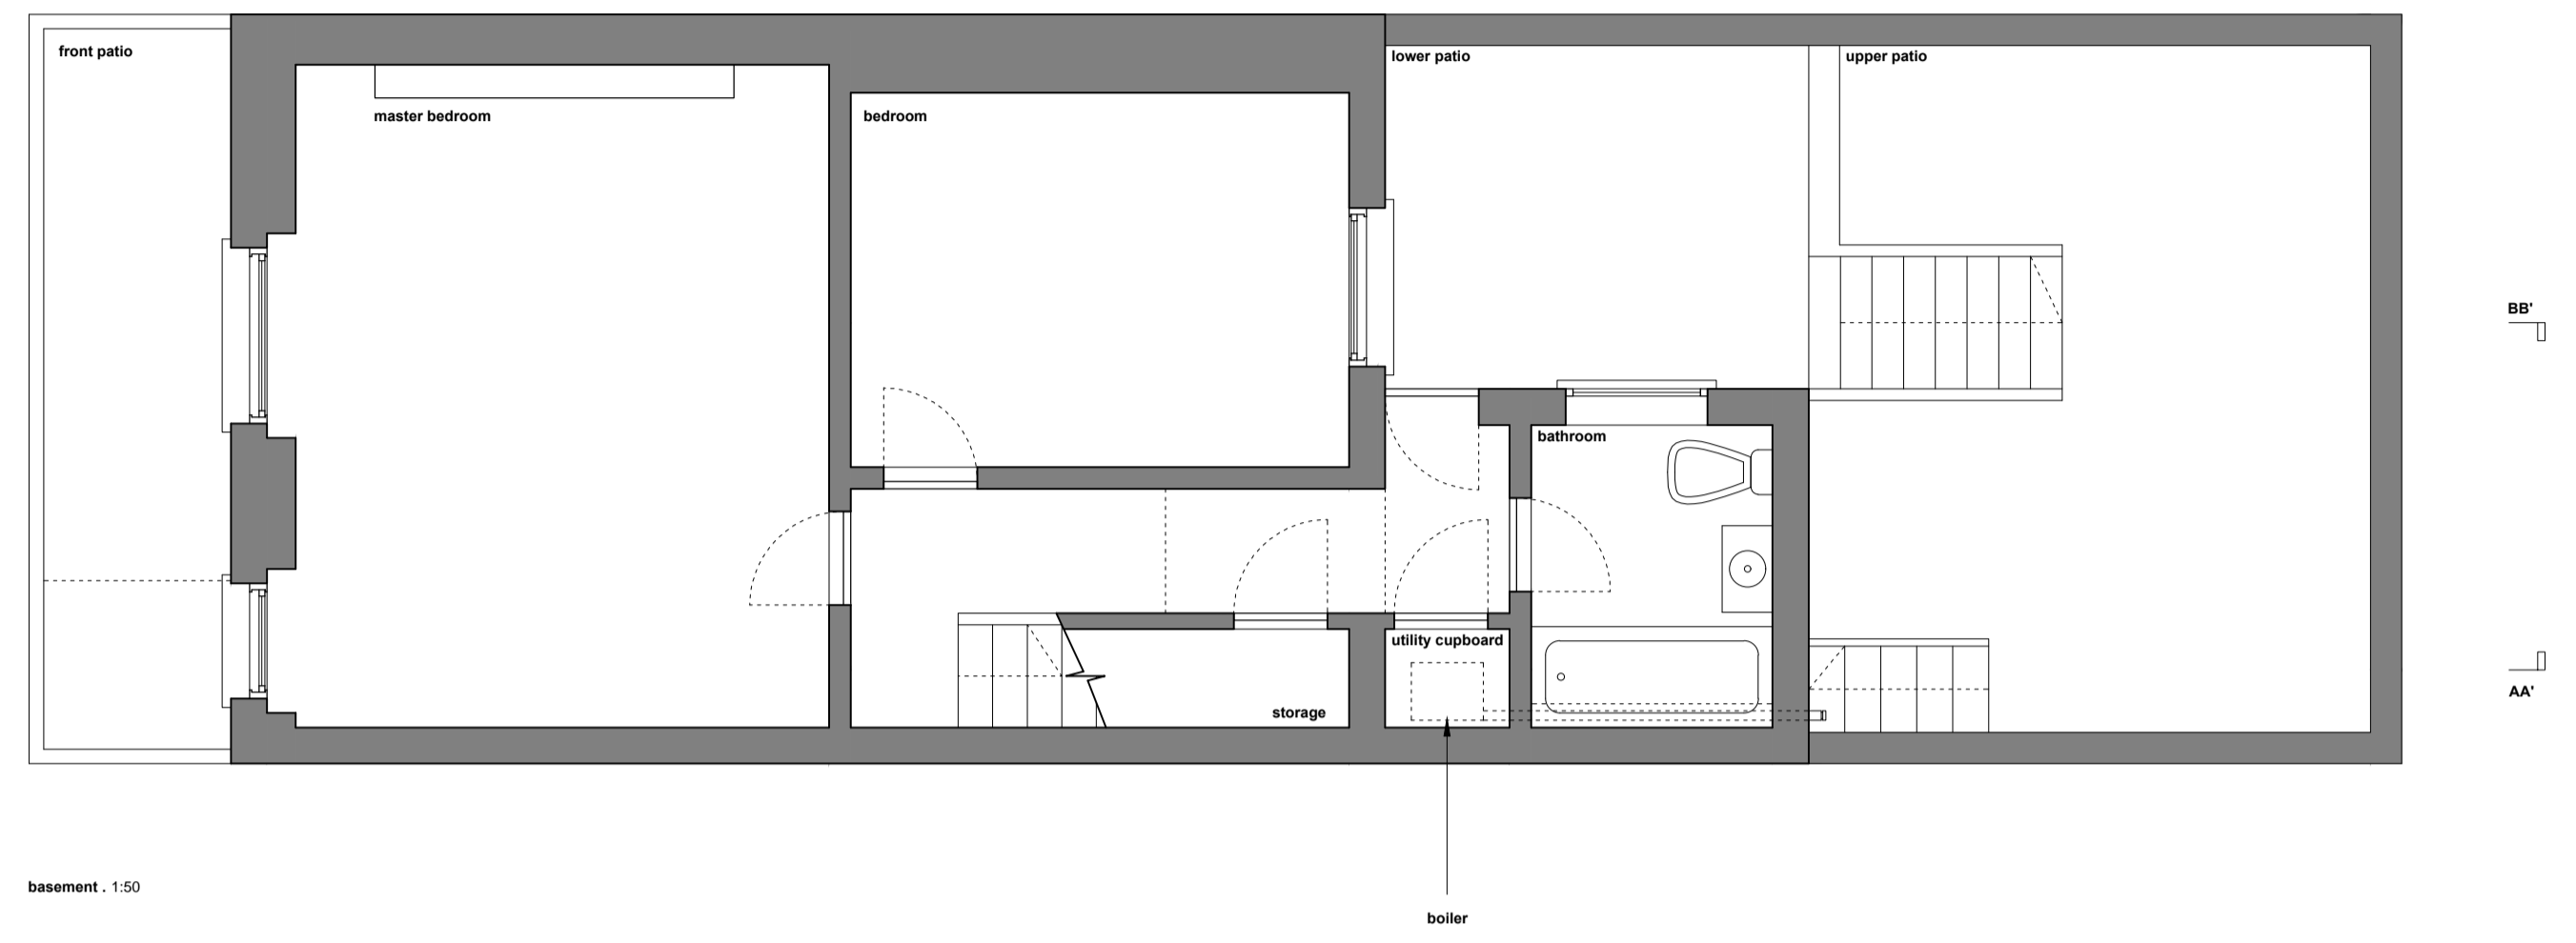 front patio
lower patio
upper patio
master bedroom
bedroom
BB'
bathroom
utility cupboard
storage
AA'
basement . 1:50
boiler